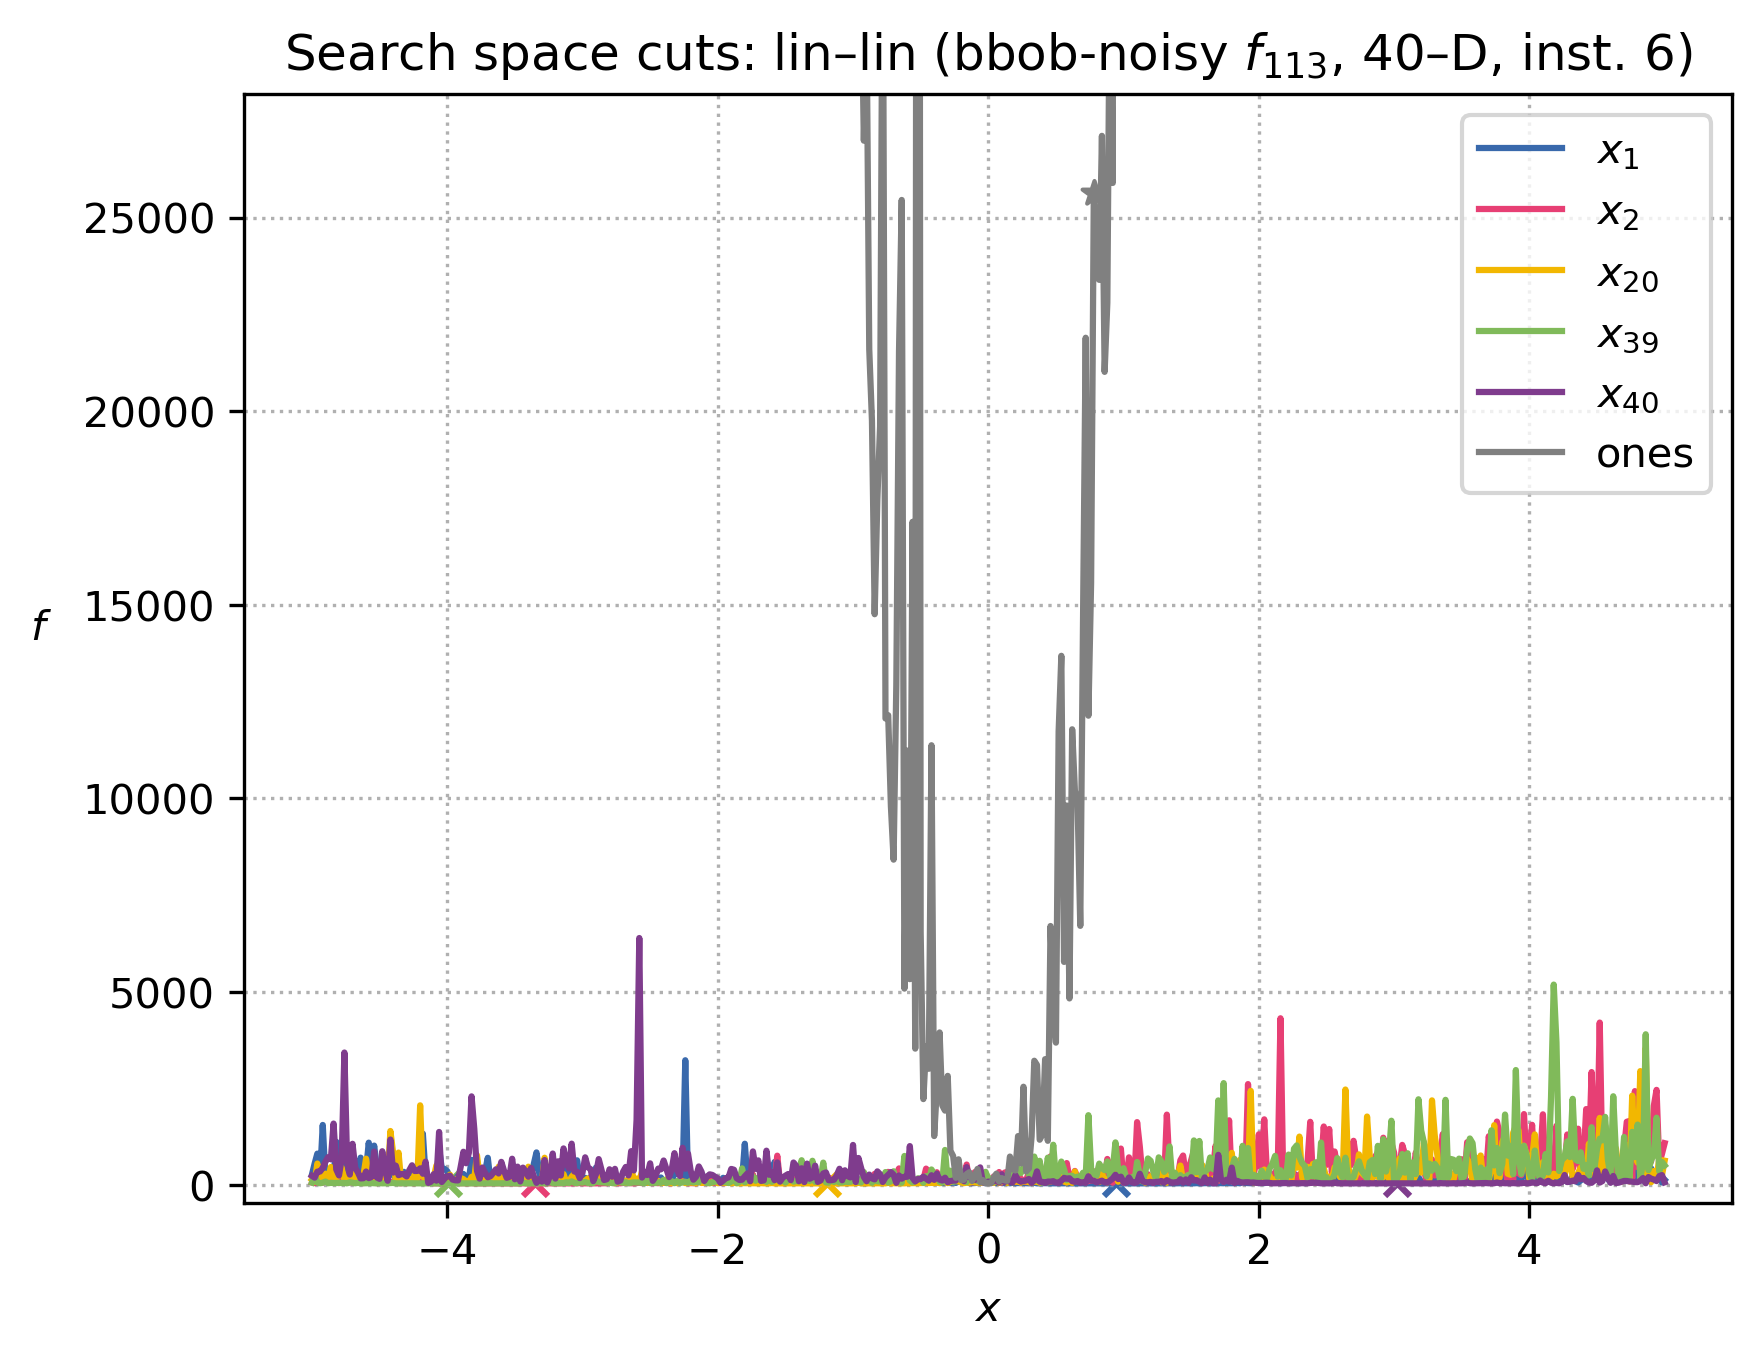 Search space cuts: lin–lin (bbob-noisy f₁₁₃, 40–D, inst. 6)
x₁
x₂
x₂₀
x₃₉
x₄₀
ones
25000
20000
15000
10000
5000
0
f
−4 −2 0 2 4
x